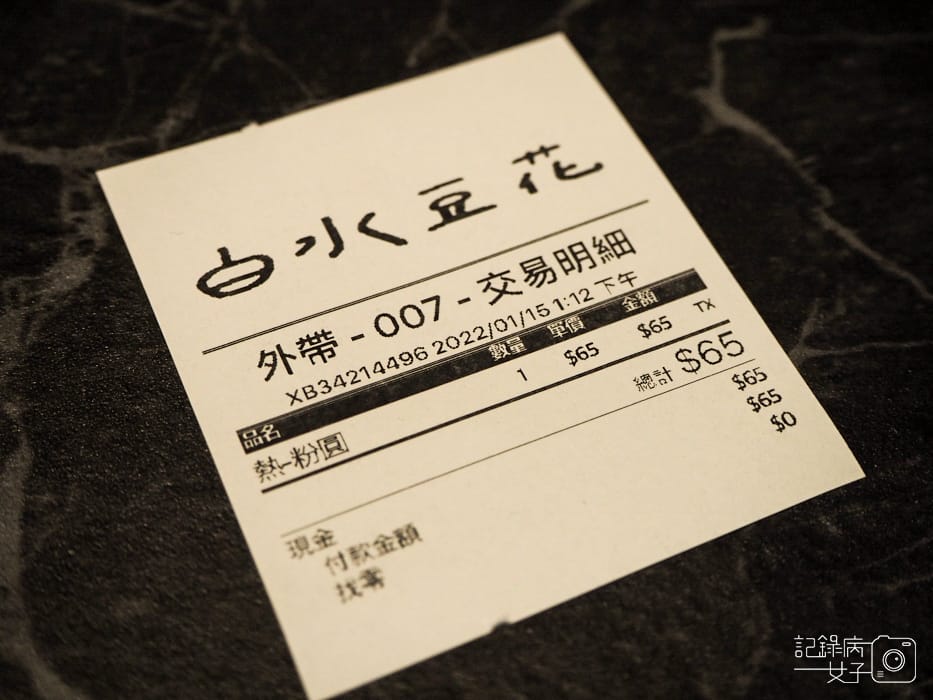 白水豆花
外帶 - 007 - 交易明細
XB34214496 2022/01/15 1:12 下午
品名 數量 單價 金額
熱-粉圓 1 $65 $65 TX
總計 $65
現金 $65
付款金額 $65
找零 $0
記錄病
女子